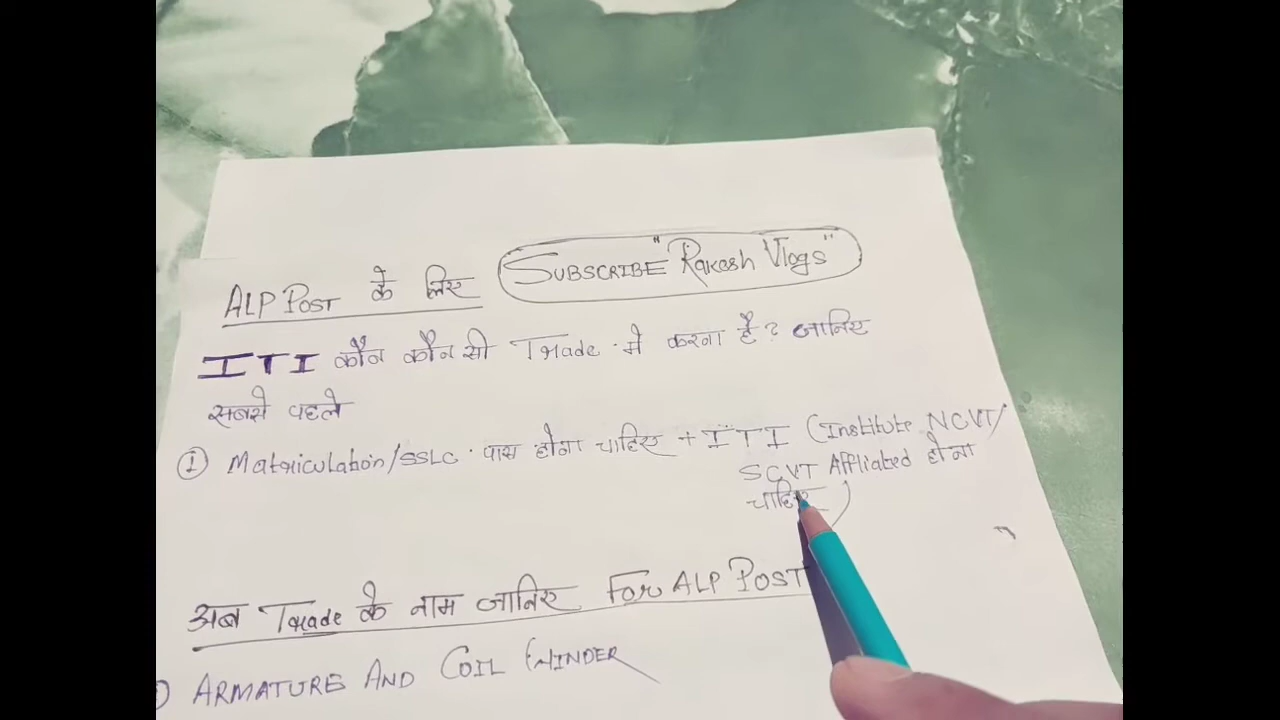 ALP POST के लिए SUBSCRIBE "Rakesh Vlogs"
ITI कौन कौन सी Trade मे करना है? जानिए
सबसे पहले
① Matriculation/SSLC पास होना चाहिए + ITI (Institute NCVT/
SCVT Affliated होना
चाहिए)
अब Trade के नाम जानिए For ALP POST
ARMATURE AND COIL WINDER